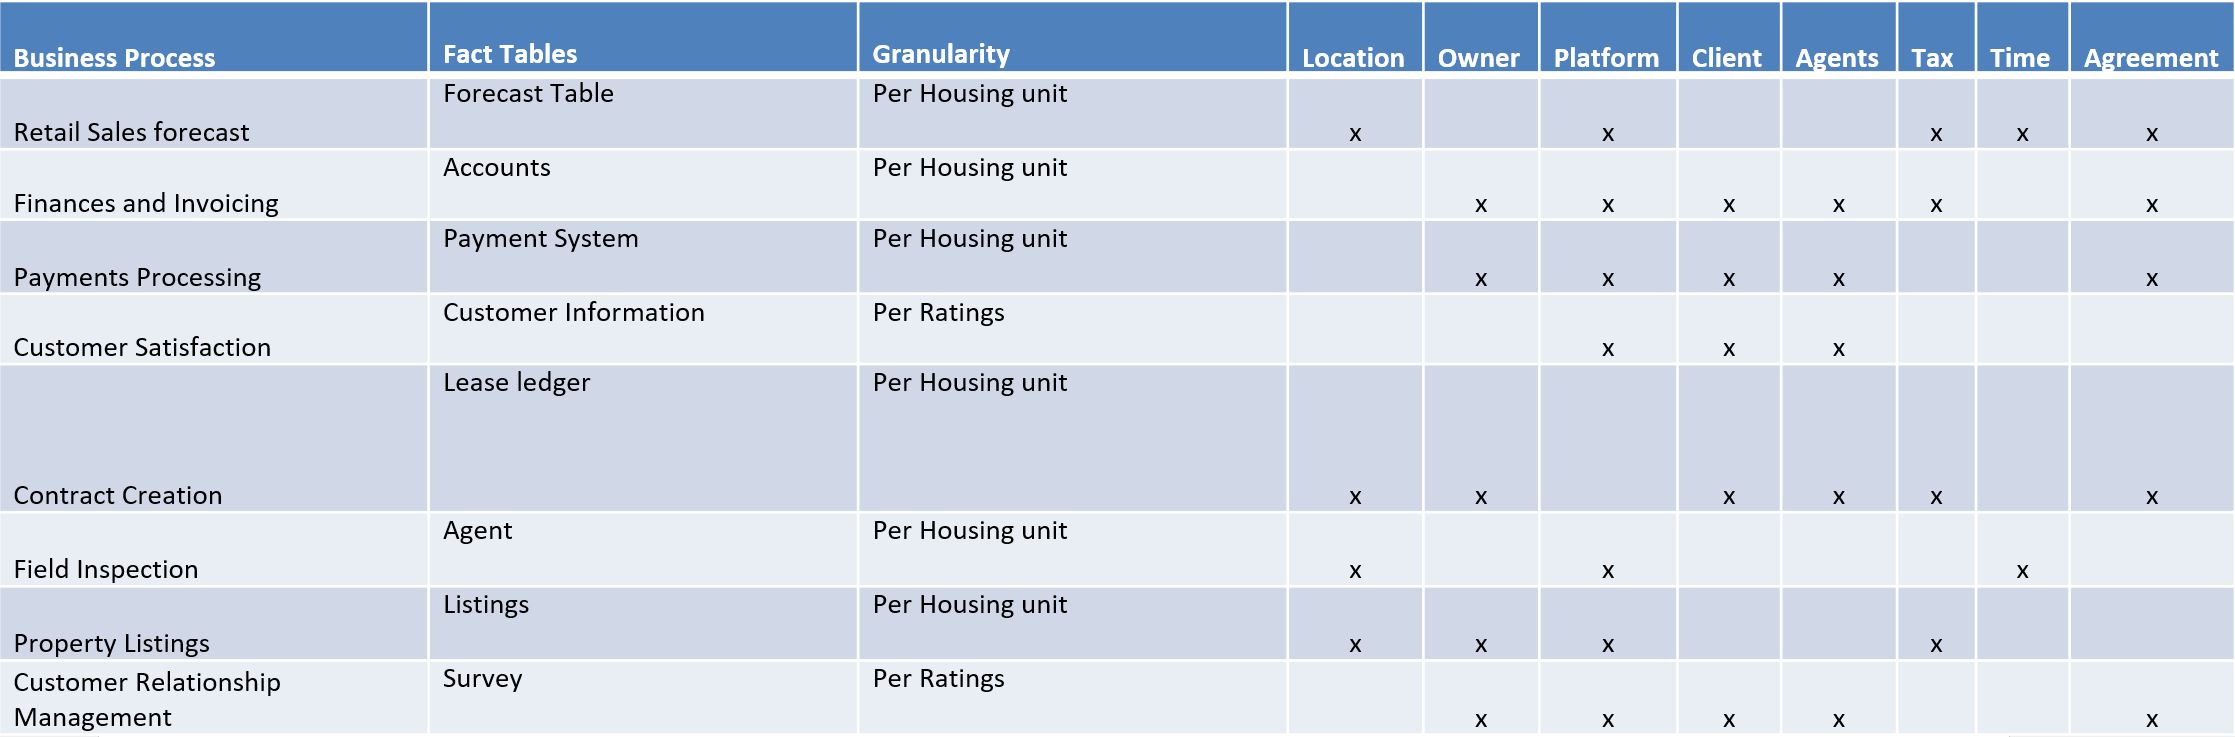 Business Process Fact Tables Granularity Location Owner Platform Client Agents Tax Time Agreement
Forecast Table Per Housing unit
Retail Sales forecast x x x x x
Accounts Per Housing unit
Finances and Invoicing x x x x x x
Payment System Per Housing unit
Payments Processing x x x x x
Customer Information Per Ratings
Customer Satisfaction x x x
Lease ledger Per Housing unit
Contract Creation x x x x x x
Agent Per Housing unit
Field Inspection x x x
Listings Per Housing unit
Property Listings x x x x
Customer Relationship Survey Per Ratings
Management x x x x x